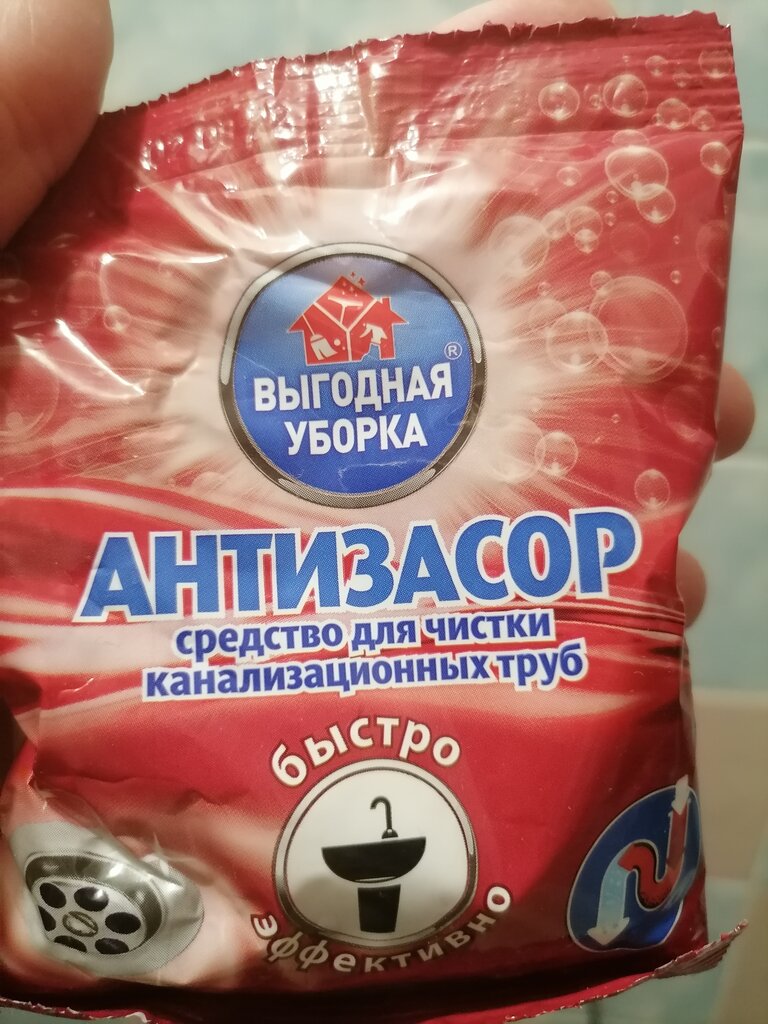 ®
ВЫГОДНАЯ
УБОРКА
АНТИЗАСОР
средство для чистки
канализационных труб
быстро
эффективно